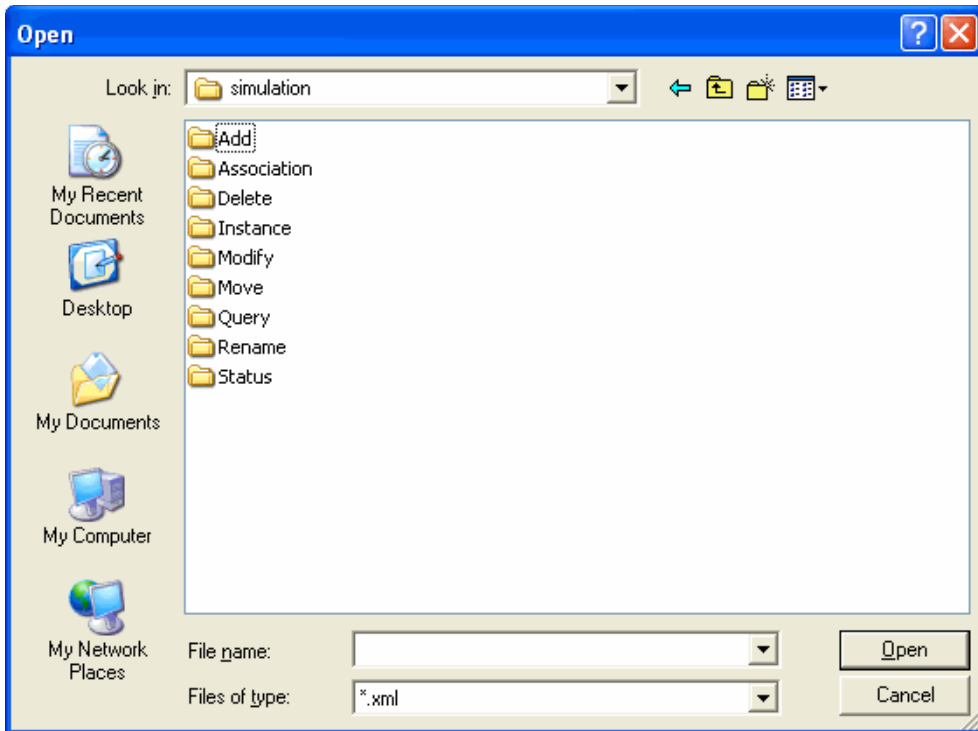 Open
Look in: simulation
Add
Association
Delete
Instance
Modify
Move
Query
Rename
Status
My Recent
Documents
Desktop
My Documents
My Computer
My Network
Places
File name:
Open
Files of type: *.xml
Cancel